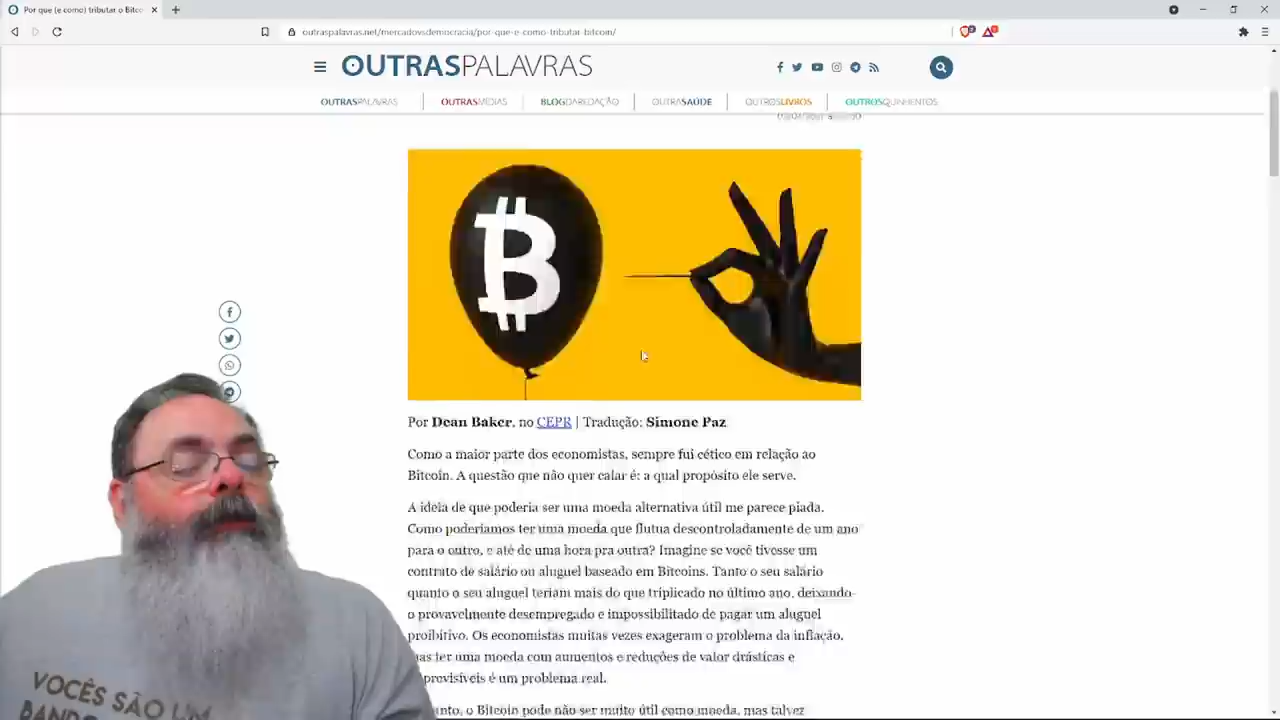 Por que (e como) tributar o Bitco
outraspalavras.net/mercadovsdemocracia/por-que-e-como-tributar-bitcoin/
OUTRASPALAVRAS
OUTRASPALAVRAS
OUTRASMÍDIAS
BLOGDAREDAÇÃO
OUTRASAÚDE
OUTROSLIVROS
OUTROSQUINHENTOS
Por Dean Baker, no CEPR | Tradução: Simone Paz
Como a maior parte dos economistas, sempre fui cético em relação ao
Bitcoin. A questão que não quer calar é: a qual propósito ele serve.
A ideia de que poderia ser uma moeda alternativa útil me parece piada.
Como poderíamos ter uma moeda que flutua descontroladamente de um ano
para o outro, e até de uma hora pra outra? Imagine se você tivesse um
contrato de salário ou aluguel baseado em Bitcoins. Tanto o seu salário
quanto o seu aluguel teriam mais do que triplicado no último ano, deixando-
o provavelmente desempregado e impossibilitado de pagar um aluguel
proibitivo. Os economistas muitas vezes exageram o problema da inflação,
mas ter uma moeda com aumentos e reduções de valor drásticas e
imprevisíveis é um problema real.
o Bitcoin pode não ser muito útil como moeda, mas talvez
VOCÊS SÃO UM